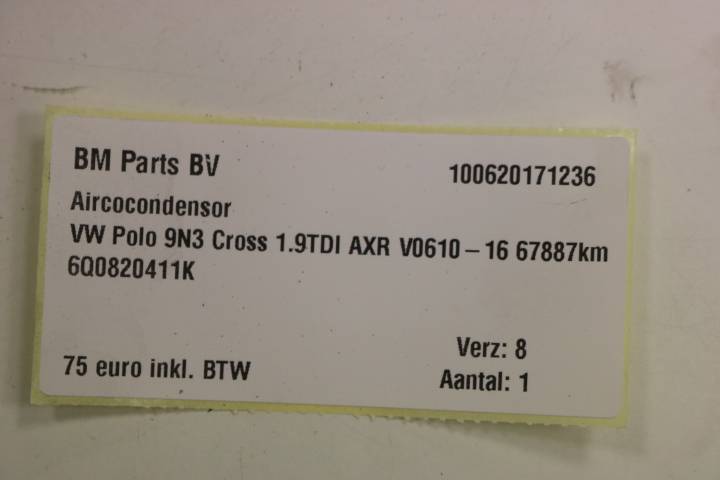 BM Parts BV
100620171236
Aircocondensor
VW Polo 9N3 Cross 1.9TDI AXR V0610-16 67887km
6Q0820411K
Verz: 8
75 euro inkl. BTW
Aantal: 1